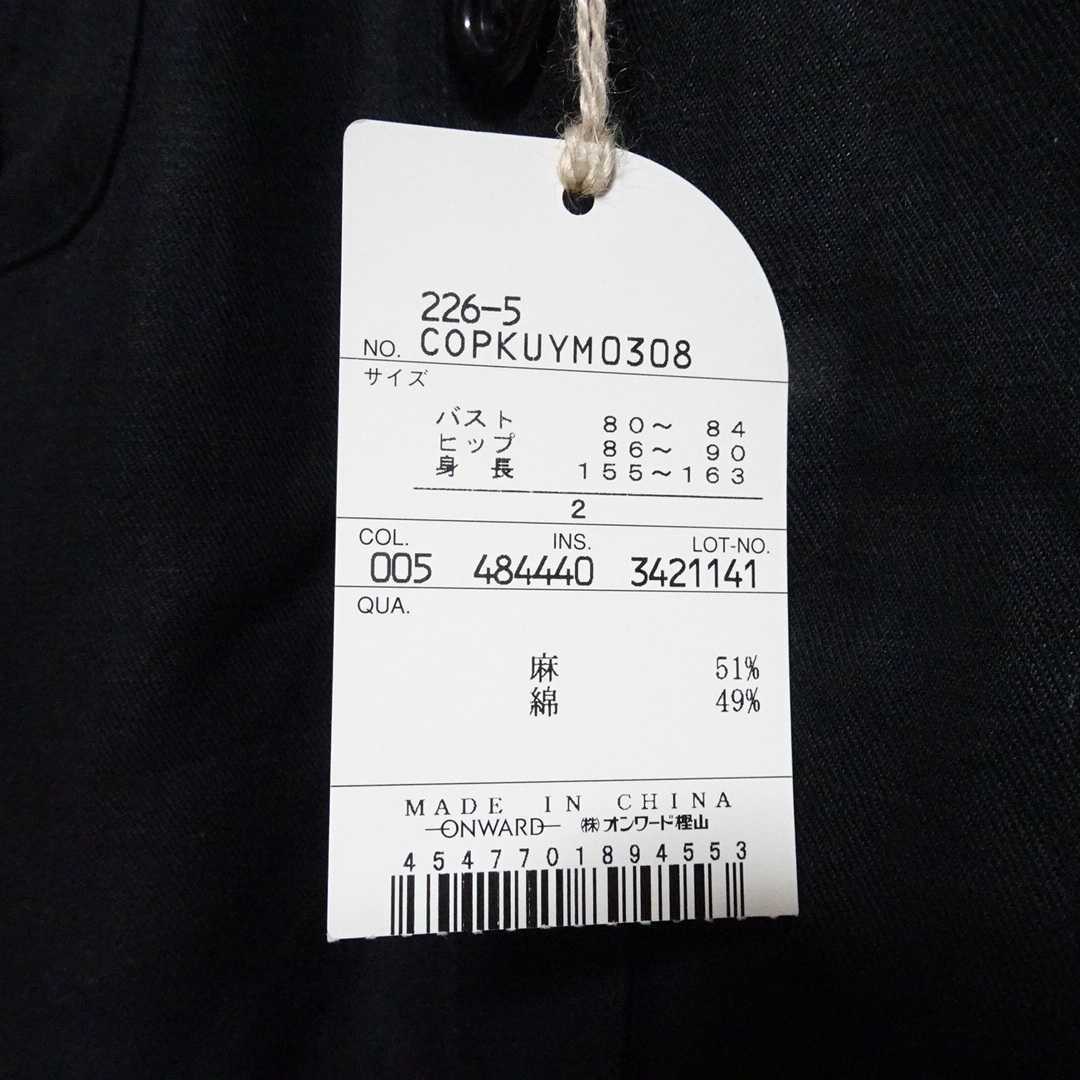 226-5
NO. COPKUYM0308
サイズ
バスト 80～ 84
ヒップ 86～ 90
身長 155～163
2
COL. INS. LOT-NO.
005 484440 3421141
QUA.
麻 51%
綿 49%
MADE IN CHINA
ONWARD ㈱オンワード樫山
4547701894553